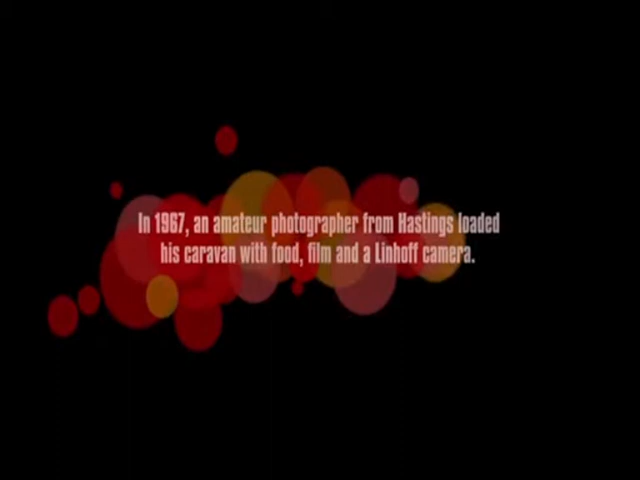 In 1967, an amateur photographer from Hastings loaded
his caravan with food, film and a Linhoff camera.